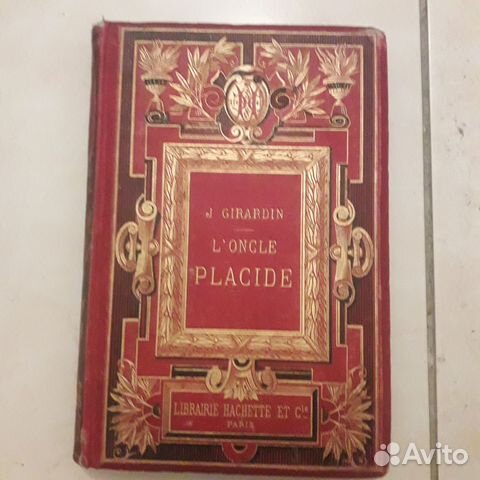 J GIRARDIN
L'ONCLE
PLACIDE
LIBRAIRIE HACHETTE ET Cie
PARIS
Avito